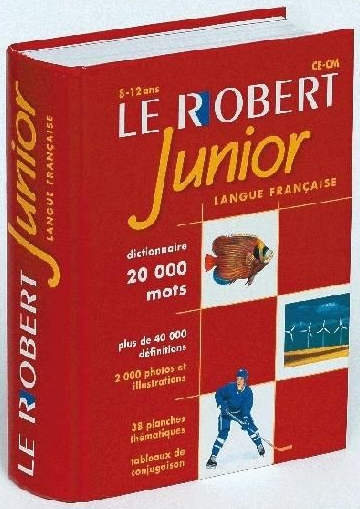 8-12 ans
CE-CM
LE ROBERT
Junior
LANGUE FRANÇAISE
dictionnaire
20 000
mots
plus de 40 000
définitions
2 000 photos et
illustrations
38 planches
thématiques
tableaux de
conjugaison
LE ROBERT Junior
LANGUE FRANÇAISE